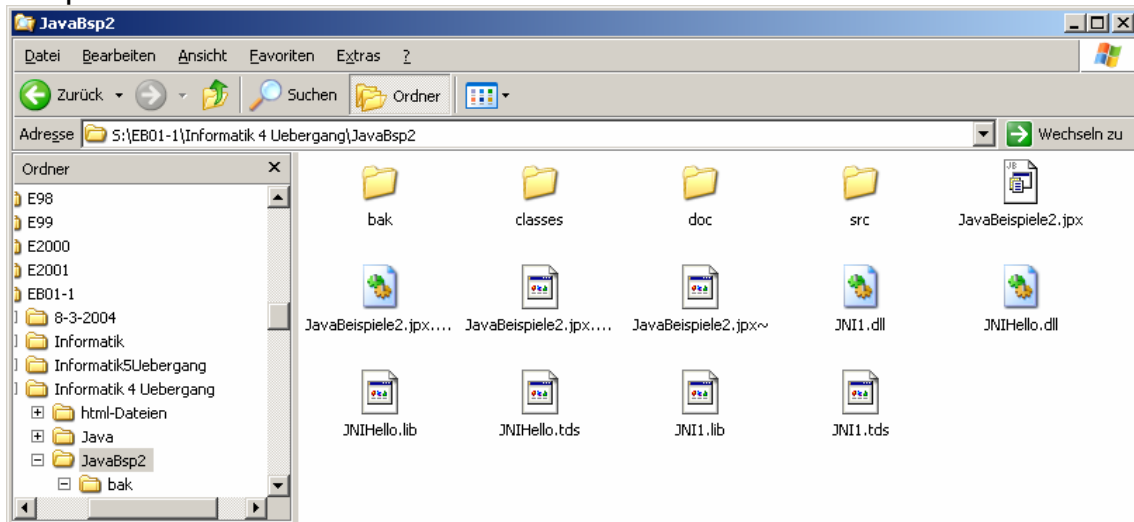 JavaBsp2
Datei Bearbeiten Ansicht Favoriten Extras ?
Zurück Suchen Ordner
Adresse S:\EB01-1\Informatik 4 Uebergang\JavaBsp2 Wechseln zu
Ordner
E98
E99
E2000
E2001
EB01-1
8-3-2004
Informatik
Informatik5Uebergang
Informatik 4 Uebergang
html-Dateien
Java
JavaBsp2
bak
bak classes doc src JavaBeispiele2.jpx
JavaBeispiele2.jpx.... JavaBeispiele2.jpx.... JavaBeispiele2.jpx~ JNI1.dll JNIHello.dll
JNIHello.lib JNIHello.tds JNI1.lib JNI1.tds